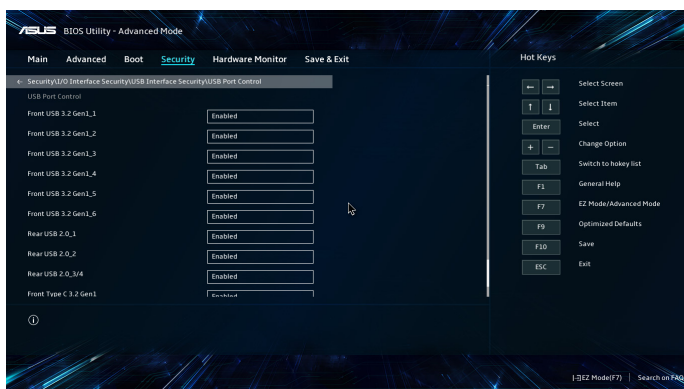 ASUS BIOS Utility - Advanced Mode
Main Advanced Boot Security Hardware Monitor Save & Exit
Hot Keys
← Security\I/O Interface Security\USB Interface Security\USB Port Control
USB Port Control
Front USB 3.2 Gen1_1 Enabled
Front USB 3.2 Gen1_2 Enabled
Front USB 3.2 Gen1_3 Enabled
Front USB 3.2 Gen1_4 Enabled
Front USB 3.2 Gen1_5 Enabled
Front USB 3.2 Gen1_6 Enabled
Rear USB 2.0_1 Enabled
Rear USB 2.0_2 Enabled
Rear USB 2.0_3/4 Enabled
Front Type C 3.2 Gen1 Enabled
← → Select Screen
↑ ↓ Select Item
Enter Select
+ − Change Option
Tab Switch to hokey list
F1 General Help
F7 EZ Mode/Advanced Mode
F9 Optimized Defaults
F10 Save
ESC Exit
EZ Mode(F7) | Search on FAQ